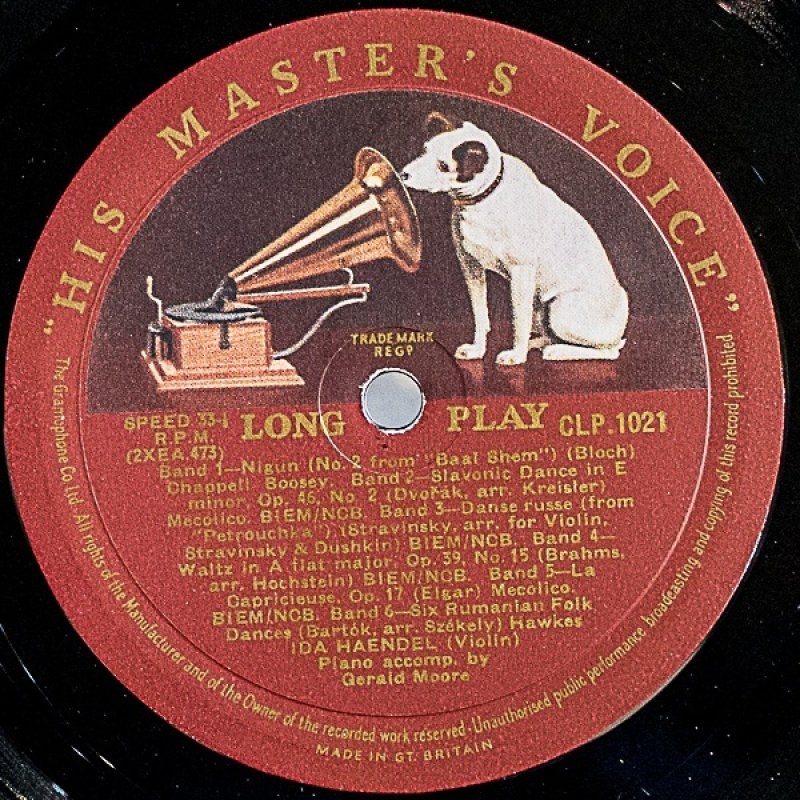 "HIS MASTER'S VOICE"
TRADE MARK
REGD
SPEED 33⅓
R.P.M.
(2XEA.473)
LONG PLAY
CLP.1021
Band 1—Nigun (No. 2 from "Baal Shem") (Bloch)
Chappell Boosey. Band 2—Slavonic Dance in E
minor, Op. 46, No. 2 (Dvořák, arr. Kreisler)
Mecolico. BIEM/NCB. Band 3—Danse russe (from
"Petrouchka") (Stravinsky, arr. for Violin,
Stravinsky & Dushkin) BIEM/NCB. Band 4—
Waltz in A flat major, Op. 39, No. 15 (Brahms,
arr. Hochstein) BIEM/NCB. Band 5—La
Capricieuse, Op. 17 (Elgar) Mecolico.
BIEM/NCB. Band 6—Six Rumanian Folk
Dances (Bartók, arr. Székely) Hawkes
IDA HAENDEL (Violin)
Piano accomp. by
Gerald Moore
The Gramophone Co Ltd. All rights of the Manufacturer and of the Owner of the recorded work reserved · Unauthorised public performance broadcasting and copying of this record prohibited
MADE IN GT. BRITAIN